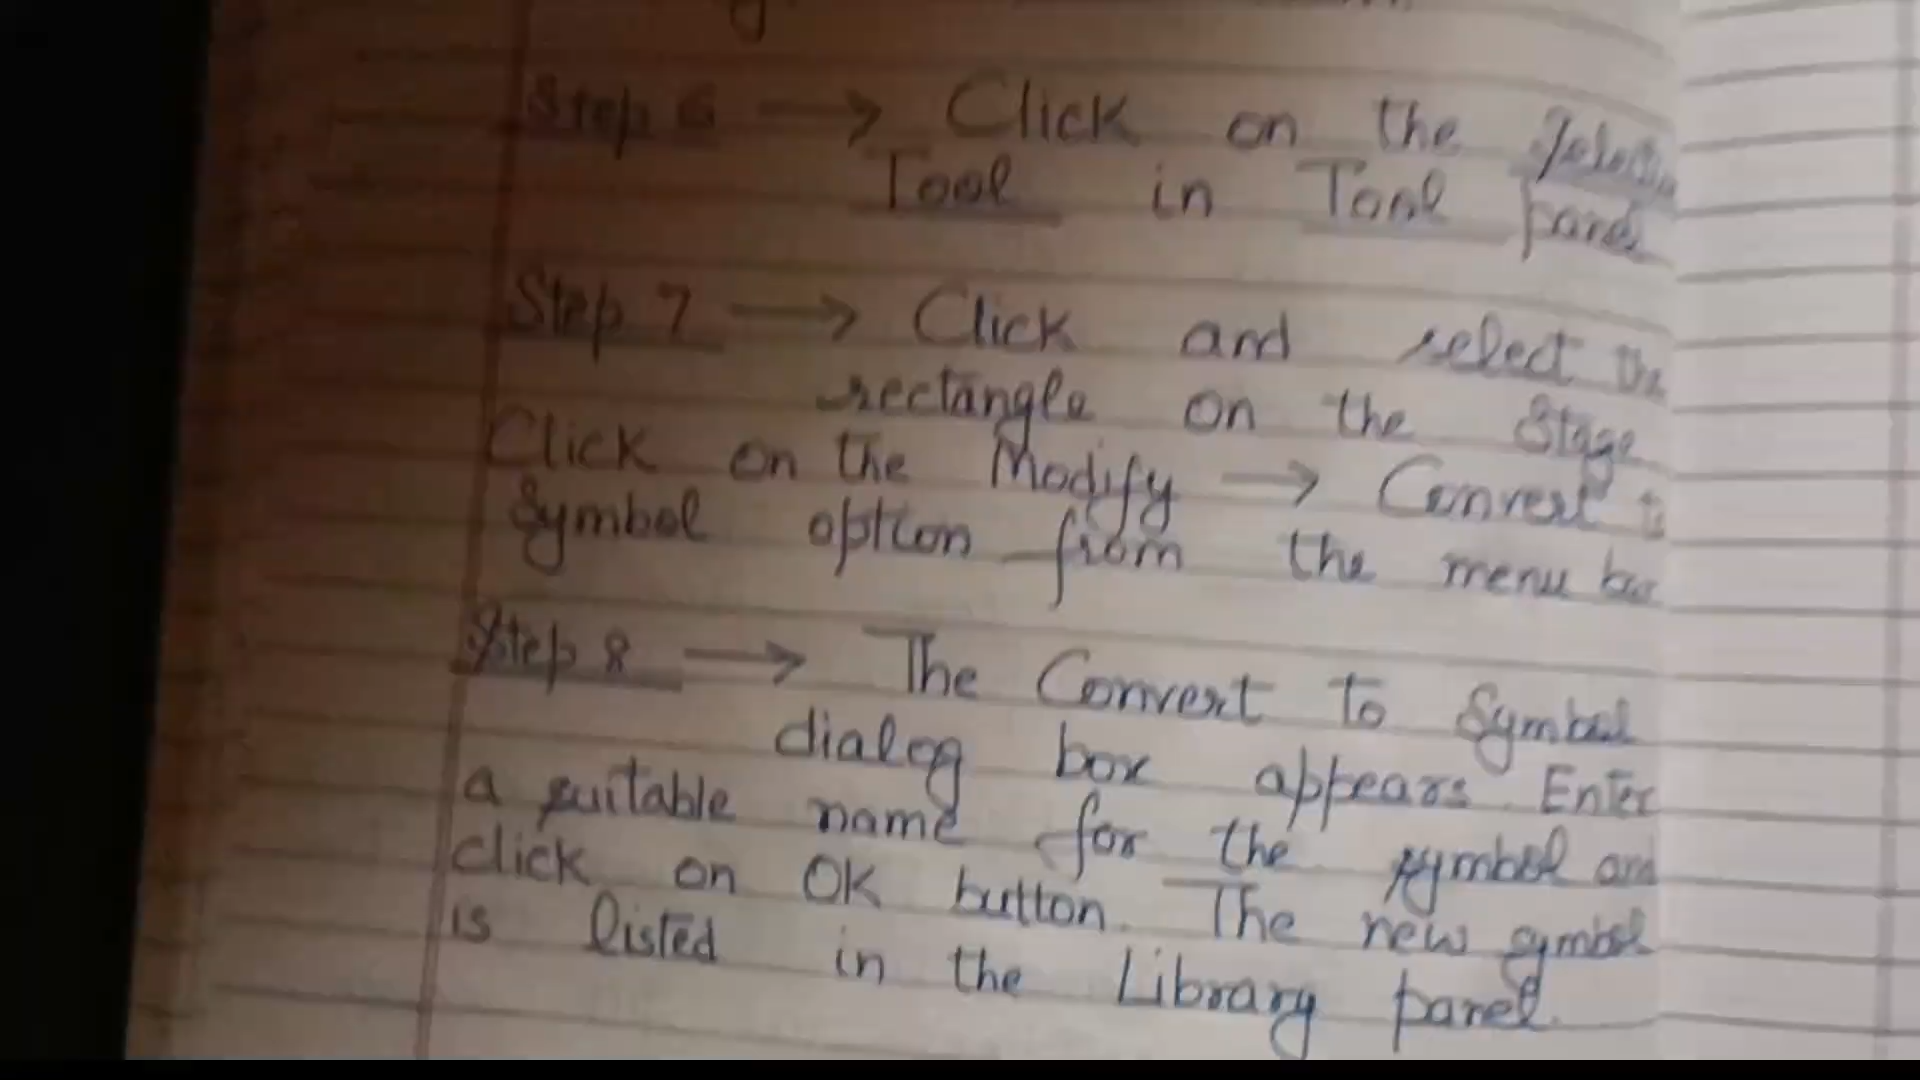 Step 6 → Click on the Selection
Tool in Tool panel
Step 7 → Click and select the
rectangle on the Stage
Click on the Modify → Convert to
Symbol option from the menu bar
Step 8 → The Convert to Symbol
dialog box appears. Enter
a suitable name for the symbol and
click on OK button. The new symbol
is listed in the Library panel.